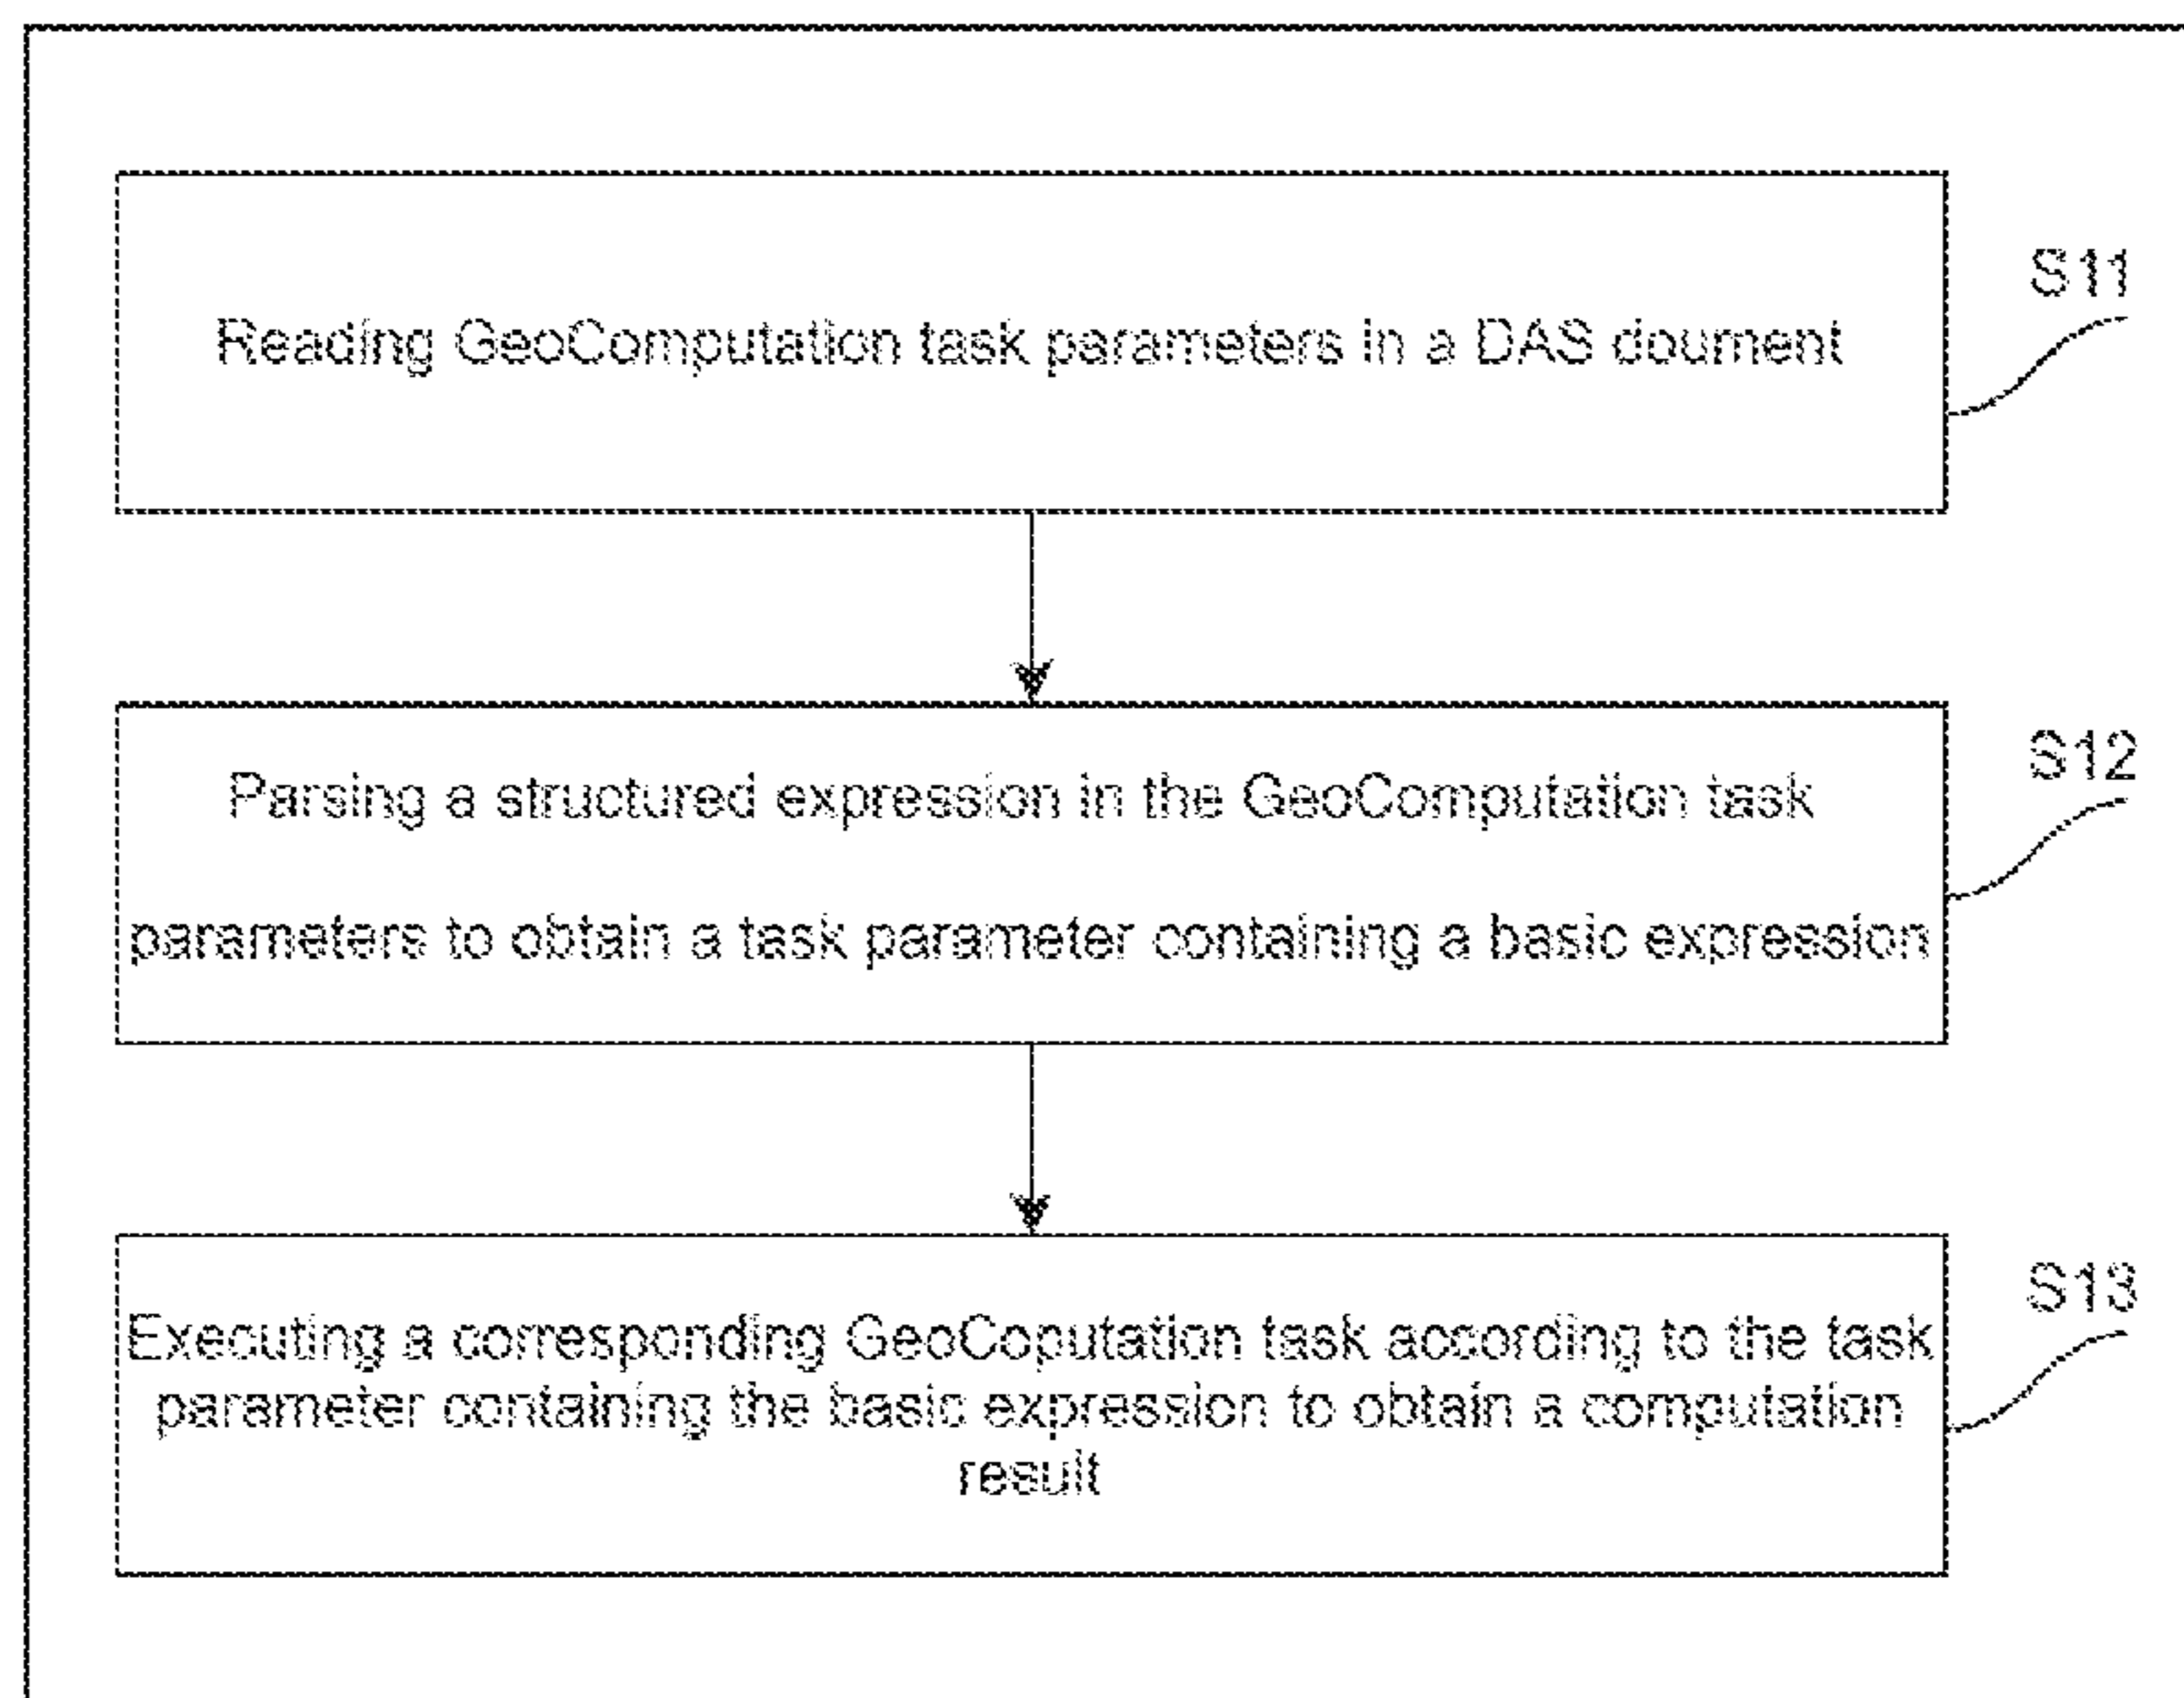 S11
Reading GeoComputation task parameters in a DAS doument
S12
Parsing a structured expression in the GeoComputation task
parameters to obtain a task parameter containing a basic expression
S13
Executing a corresponding GeoCoputation task according to the task
parameter containing the basic expression to obtain a computation
result